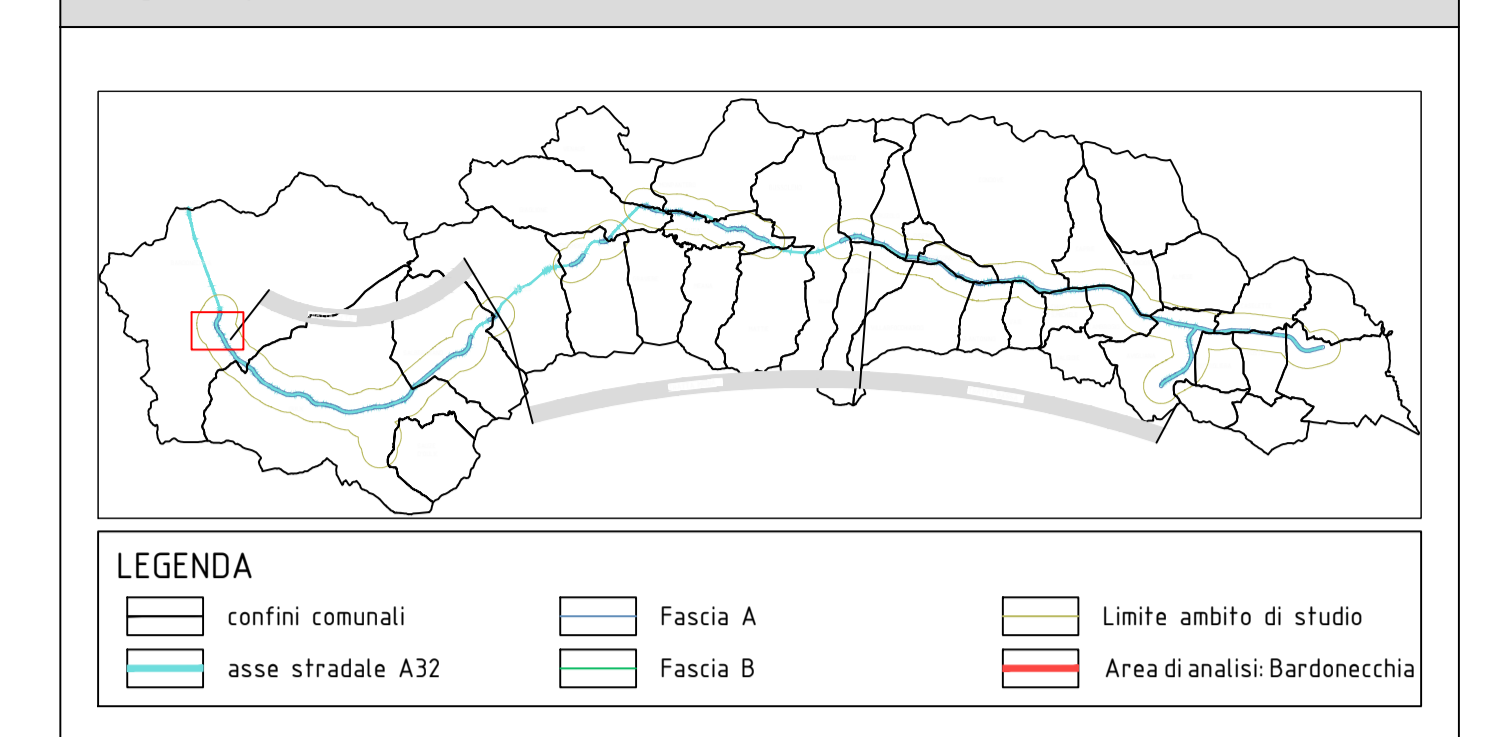 LEGENDA
confini comunali
Fascia A
Limite ambito di studio
asse stradale A32
Fascia B
Area di analisi: Bardonecchia